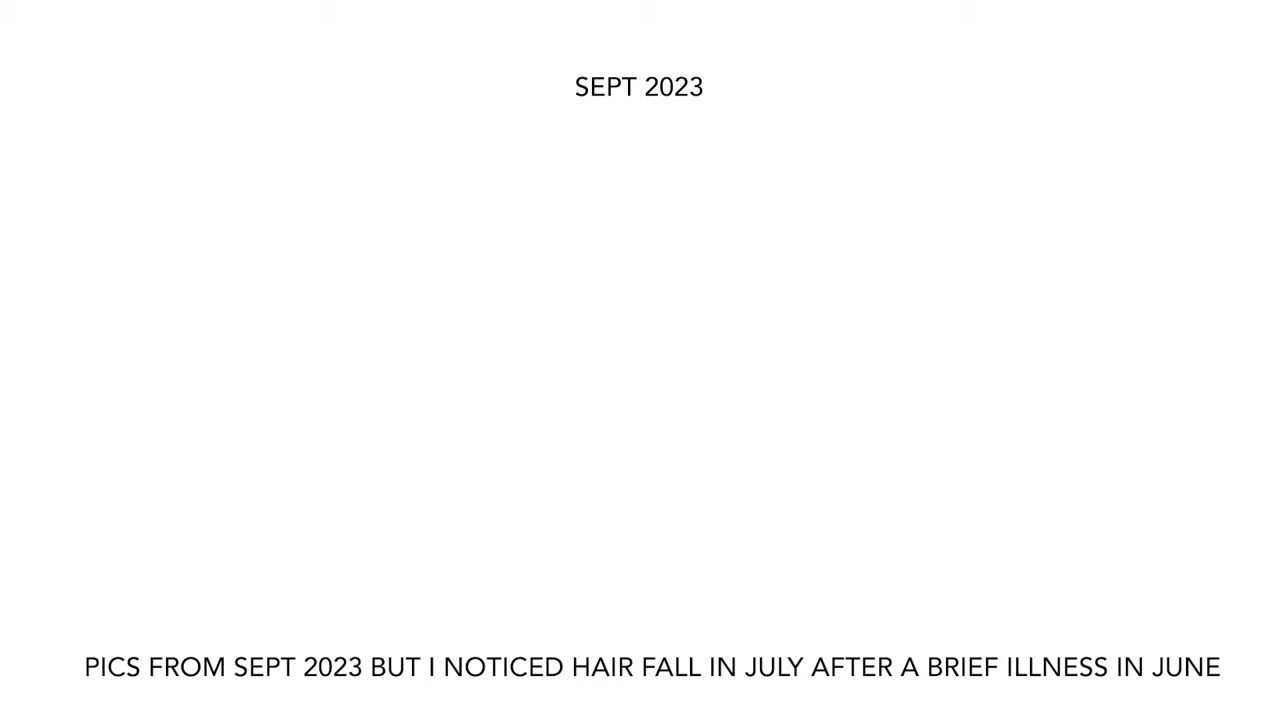 SEPT 2023
PICS FROM SEPT 2023 BUT I NOTICED HAIR FALL IN JULY AFTER A BRIEF ILLNESS IN JUNE